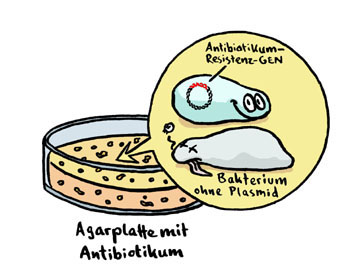 Antibiotikum-
Resistenz-GEN
Bakterium
ohne Plasmid
Agarplatte mit
Antibiotikum